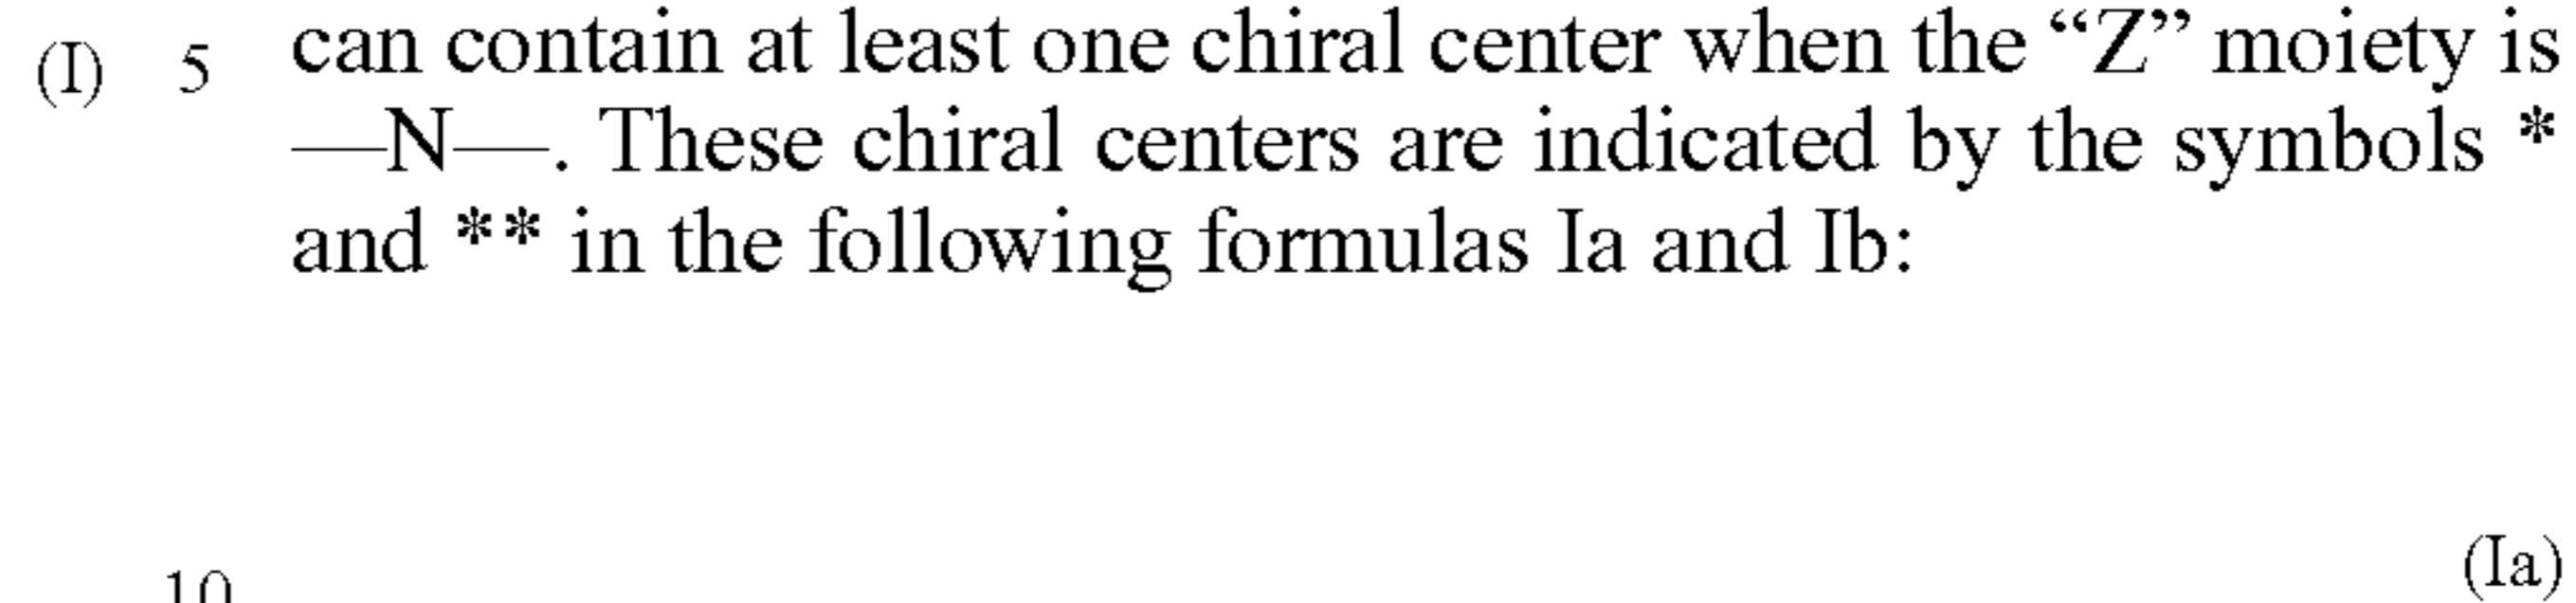 (I) 5 can contain at least one chiral center when the “Z” moiety is
—N—. These chiral centers are indicated by the symbols *
and ** in the following formulas Ia and Ib:
(Ia)
10